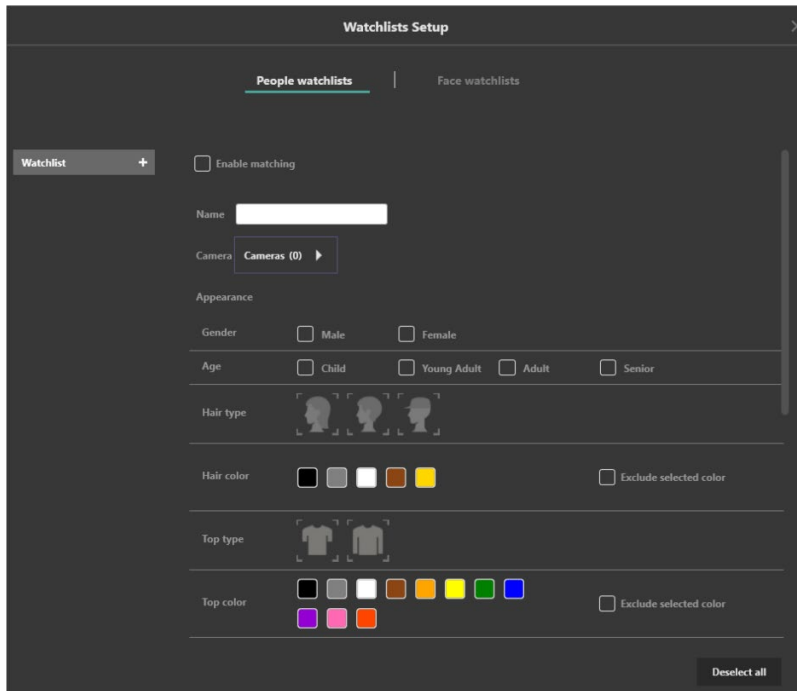 Watchlists Setup
People watchlists | Face watchlists
Watchlist +
Enable matching
Name
Camera Cameras (0)
Appearance
Gender Male Female
Age Child Young Adult Adult Senior
Hair type
Hair color Exclude selected color
Top type
Top color Exclude selected color
Deselect all